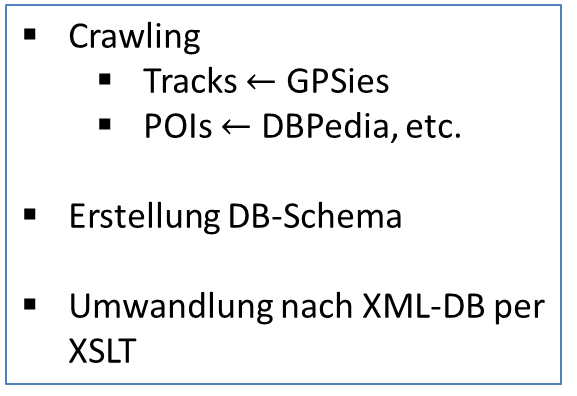 ▪ Crawling
▪ Tracks ← GPSies
▪ POIs ← DBPedia, etc.
▪ Erstellung DB-Schema
▪ Umwandlung nach XML-DB per
XSLT